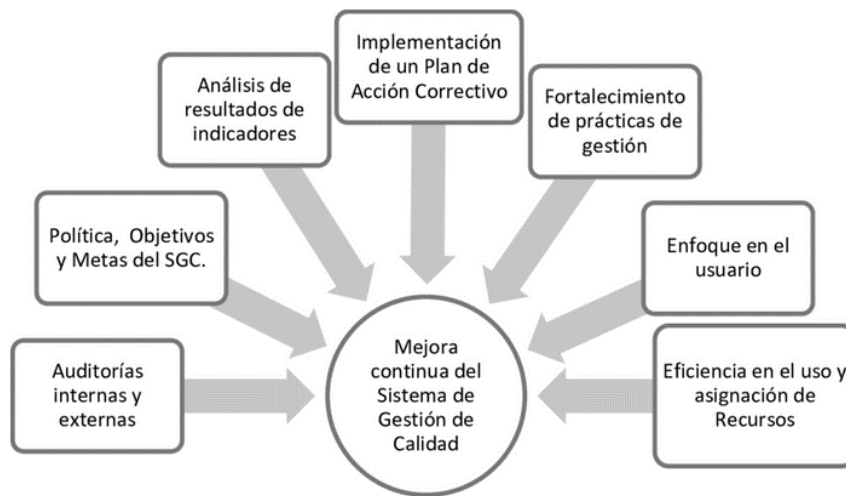 Implementación
de un Plan de
Acción Correctivo
Análisis de
resultados de
indicadores
Fortalecimiento
de prácticas de
gestión
Política, Objetivos
y Metas del SGC.
Enfoque en el
usuario
Auditorías
internas y
externas
Mejora
continua del
Sistema de
Gestión de
Calidad
Eficiencia en el uso y
asignación de
Recursos